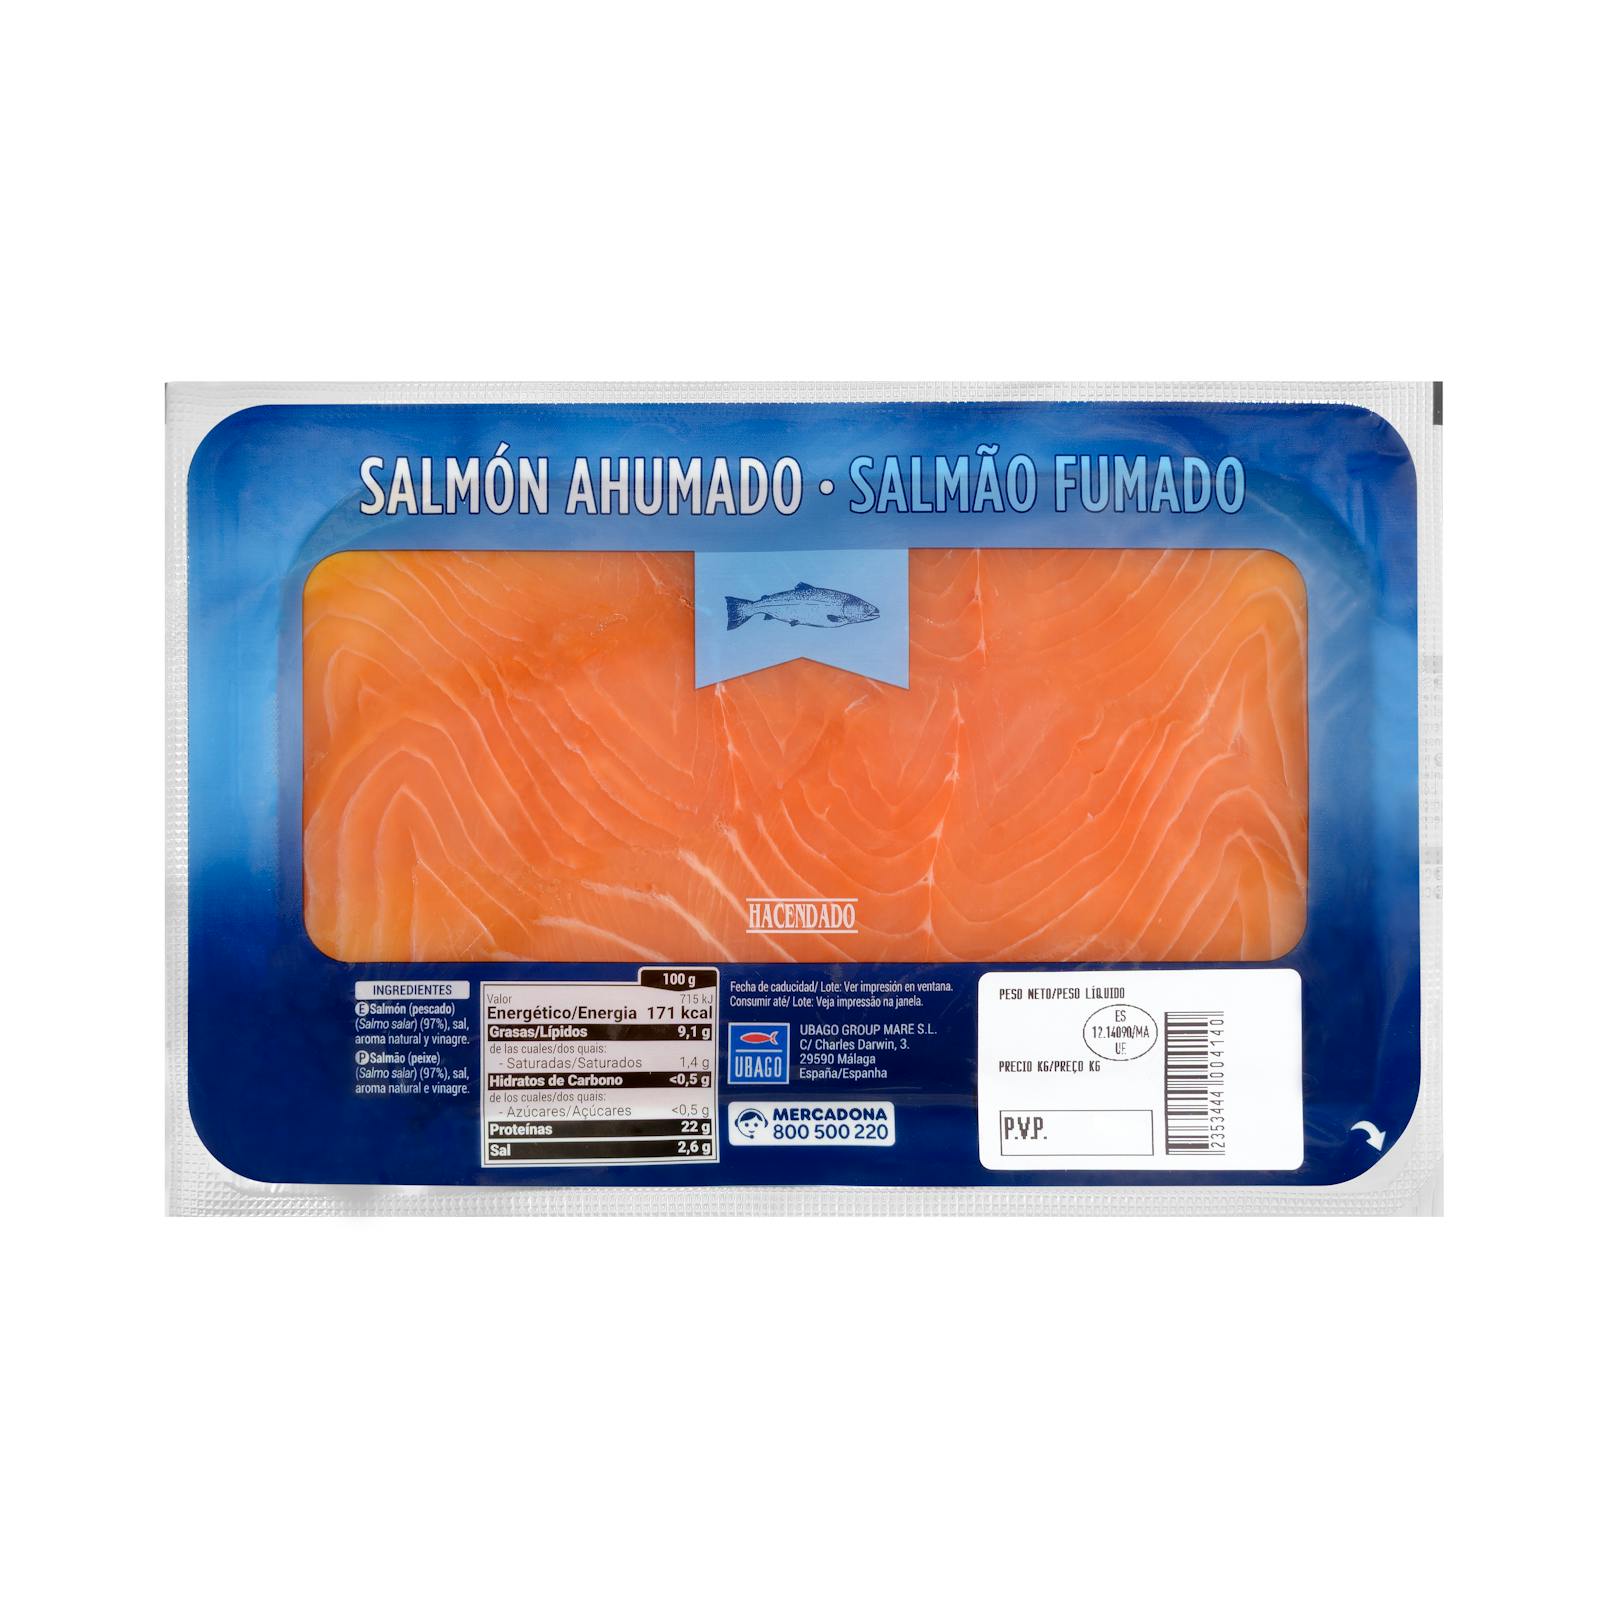 SALMÓN AHUMADO · SALMÃO FUMADO
HACENDADO
INGREDIENTES
E Salmón (pescado)
(Salmo salar) (97%), sal,
aroma natural y vinagre.
P Salmão (peixe)
(Salmo salar) (97%), sal,
aroma natural e vinagre.
100 g
Valor 715 kJ
Energético/Energia 171 kcal
Grasas/Lípidos 9,1 g
de las cuales/dos quais:
- Saturadas/Saturados 1,4 g
Hidratos de Carbono <0,5 g
de los cuales/dos quais:
- Azúcares/Açúcares <0,5 g
Proteínas 22 g
Sal 2,6 g
Fecha de caducidad/ Lote: Ver impresión en ventana.
Consumir até/ Lote: Veja impressão na janela.
UBAGO
UBAGO GROUP MARE S.L.
C/ Charles Darwin, 3.
29590 Málaga
España/Espanha
MERCADONA
800 500 220
PESO NETO/PESO LÍQUIDO
ES
12.14090/MA
UE
PRECIO KG/PREÇO KG
P.V.P.
2353444 004140